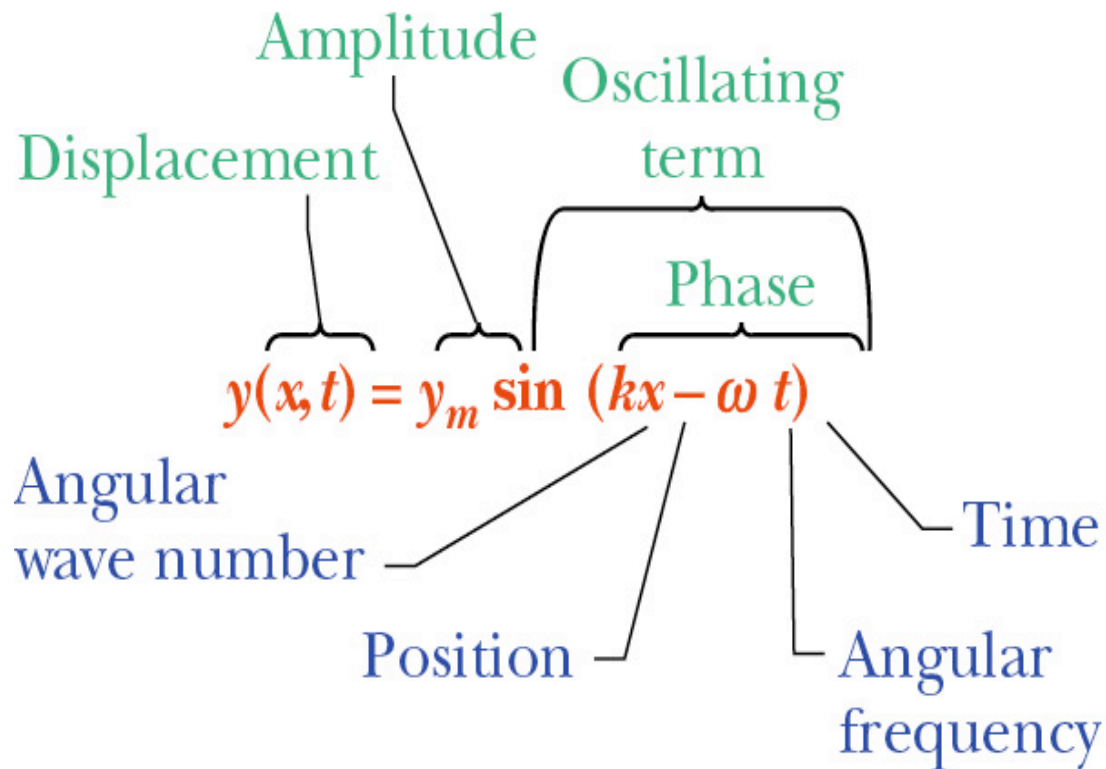 Amplitude
Oscillating
term
Displacement
Phase
y(x, t) = y_m sin (kx − ω t)
Angular
wave number
Time
Position
Angular
frequency